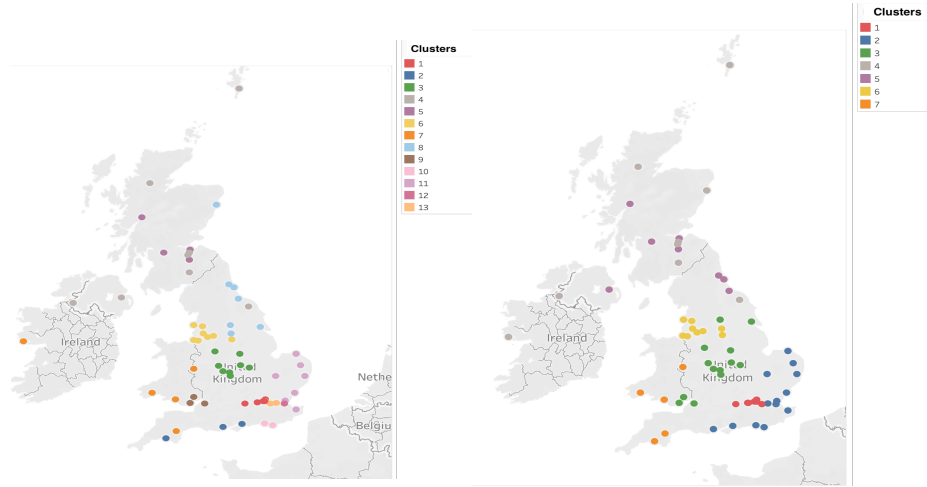 Clusters
1
2
3
4
5
6
7
8
9
10
11
12
13
Ireland
United
Kingdom
Nethe
Belgiu
Clusters
1
2
3
4
5
6
7
Ireland
United
Kingdom